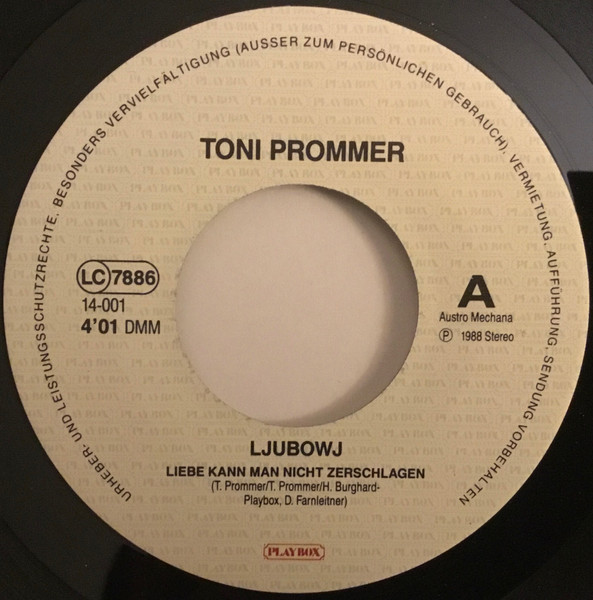 URHEBER- UND LEISTUNGSSCHUTZRECHTE. BESONDERS VERVIELFÄLTIGUNG (AUSSER ZUM PERSÖNLICHEN GEBRAUCH), VERMIETUNG, AUFFÜHRUNG, SENDUNG VORBEHALTEN
TONI PROMMER
LC 7886
14-001
4'01 DMM
A
Austro Mechana
Ⓟ 1988 Stereo
LJUBOWJ
LIEBE KANN MAN NICHT ZERSCHLAGEN
(T. Prommer/T. Prommer/H. Burghard-
Playbox, D. Farnleitner)
PLAYBOX